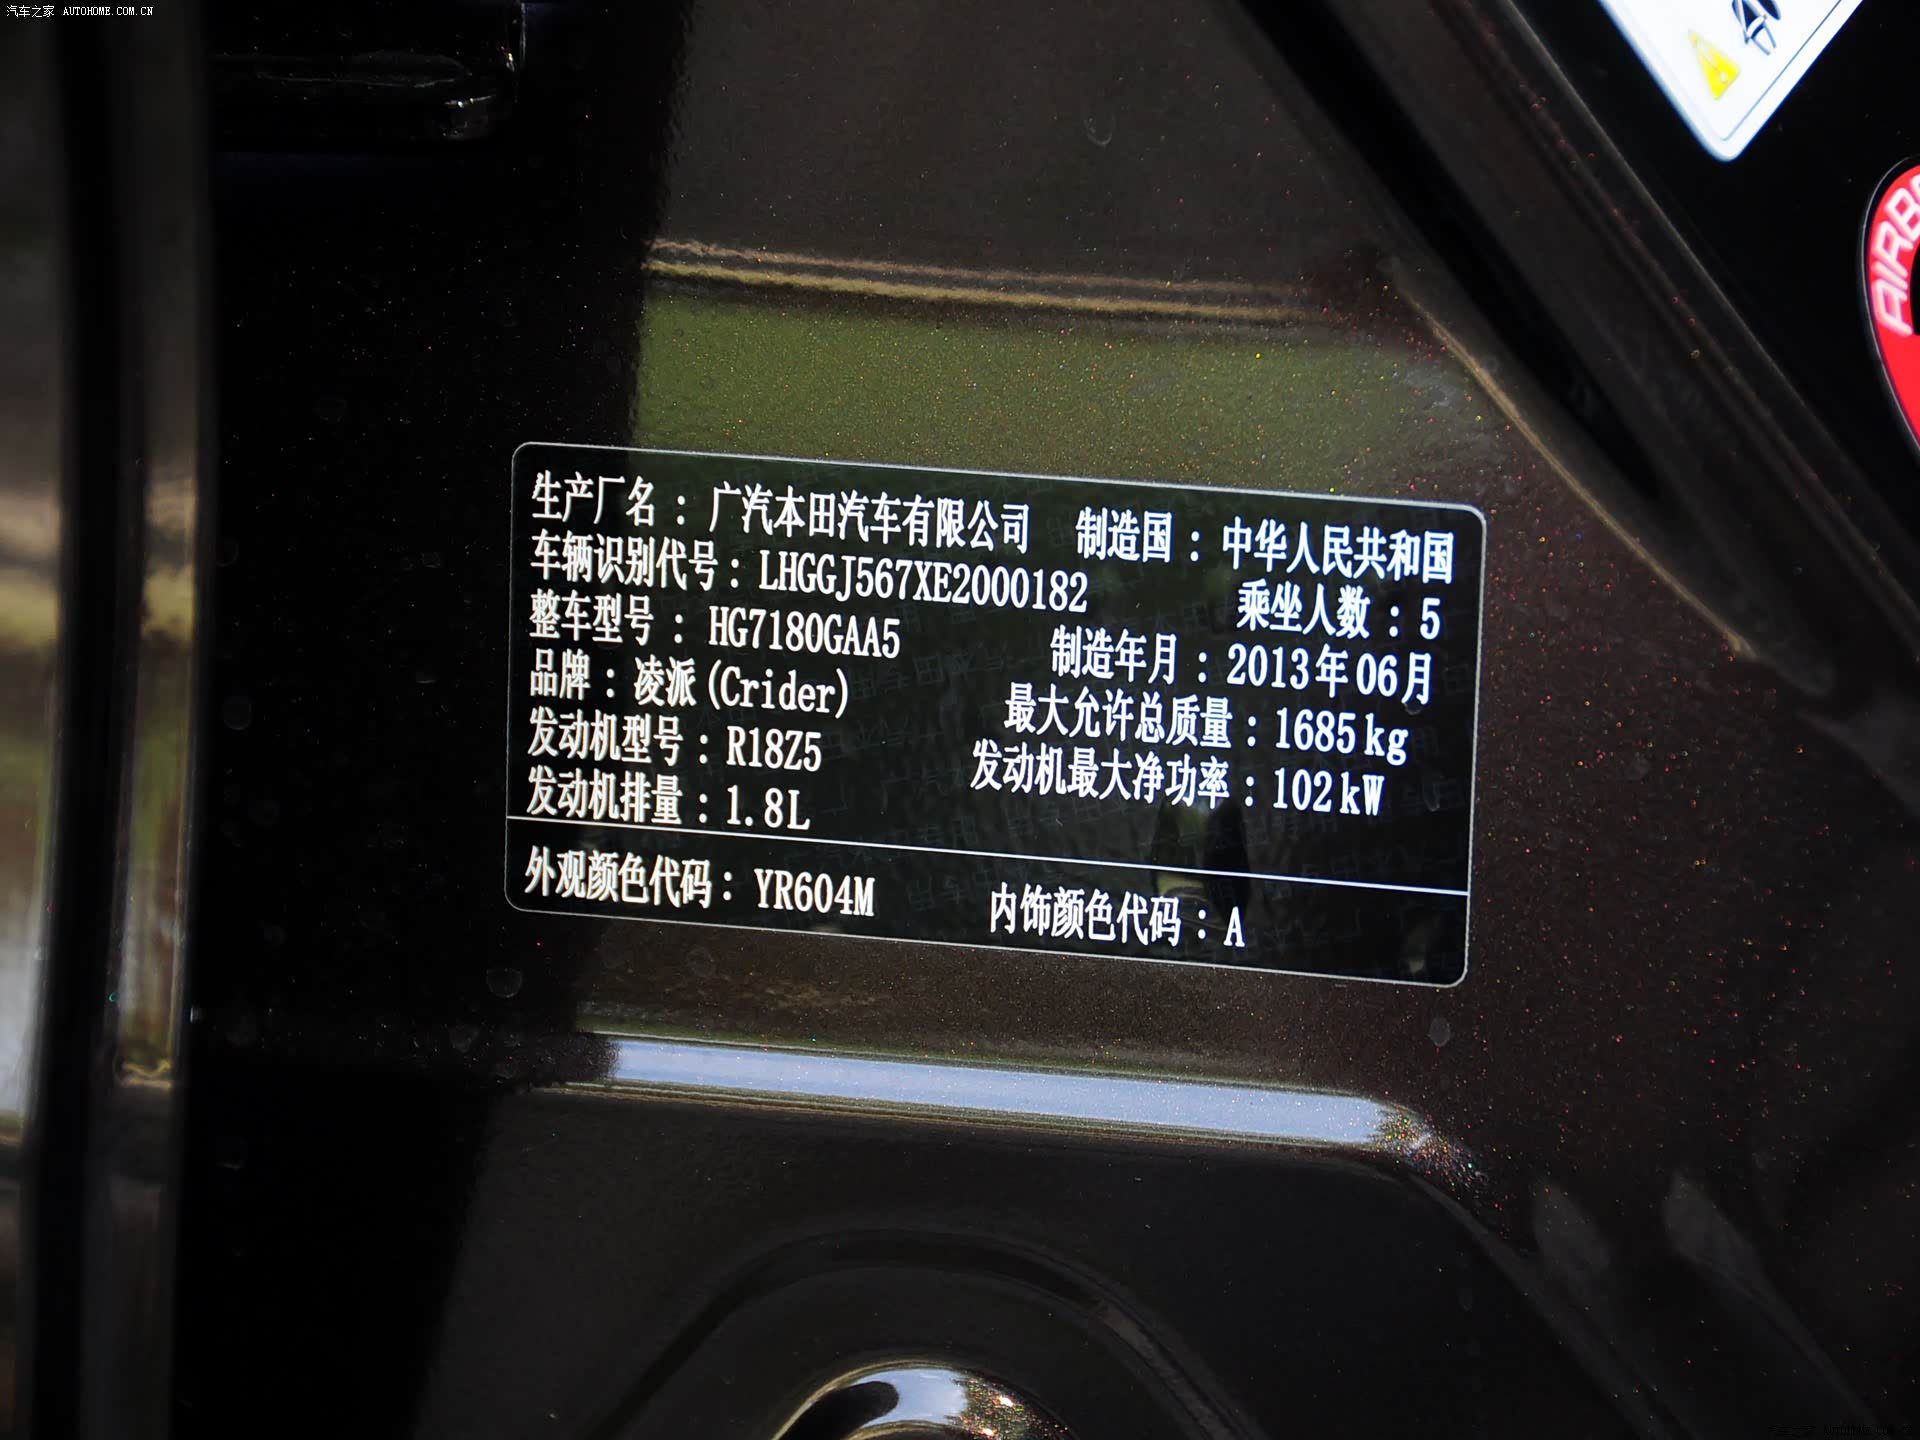 汽车之家 AUTOHOME.COM.CN
生产厂名：广汽本田汽车有限公司 制造国：中华人民共和国
车辆识别代号：LHGGJ567XE2000182 乘坐人数：5
整车型号：HG7180GAA5 制造年月：2013年06月
品牌：凌派(Crider) 最大允许总质量：1685kg
发动机型号：R18Z5 发动机最大净功率：102kW
发动机排量：1.8L
外观颜色代码：YR604M 内饰颜色代码：A